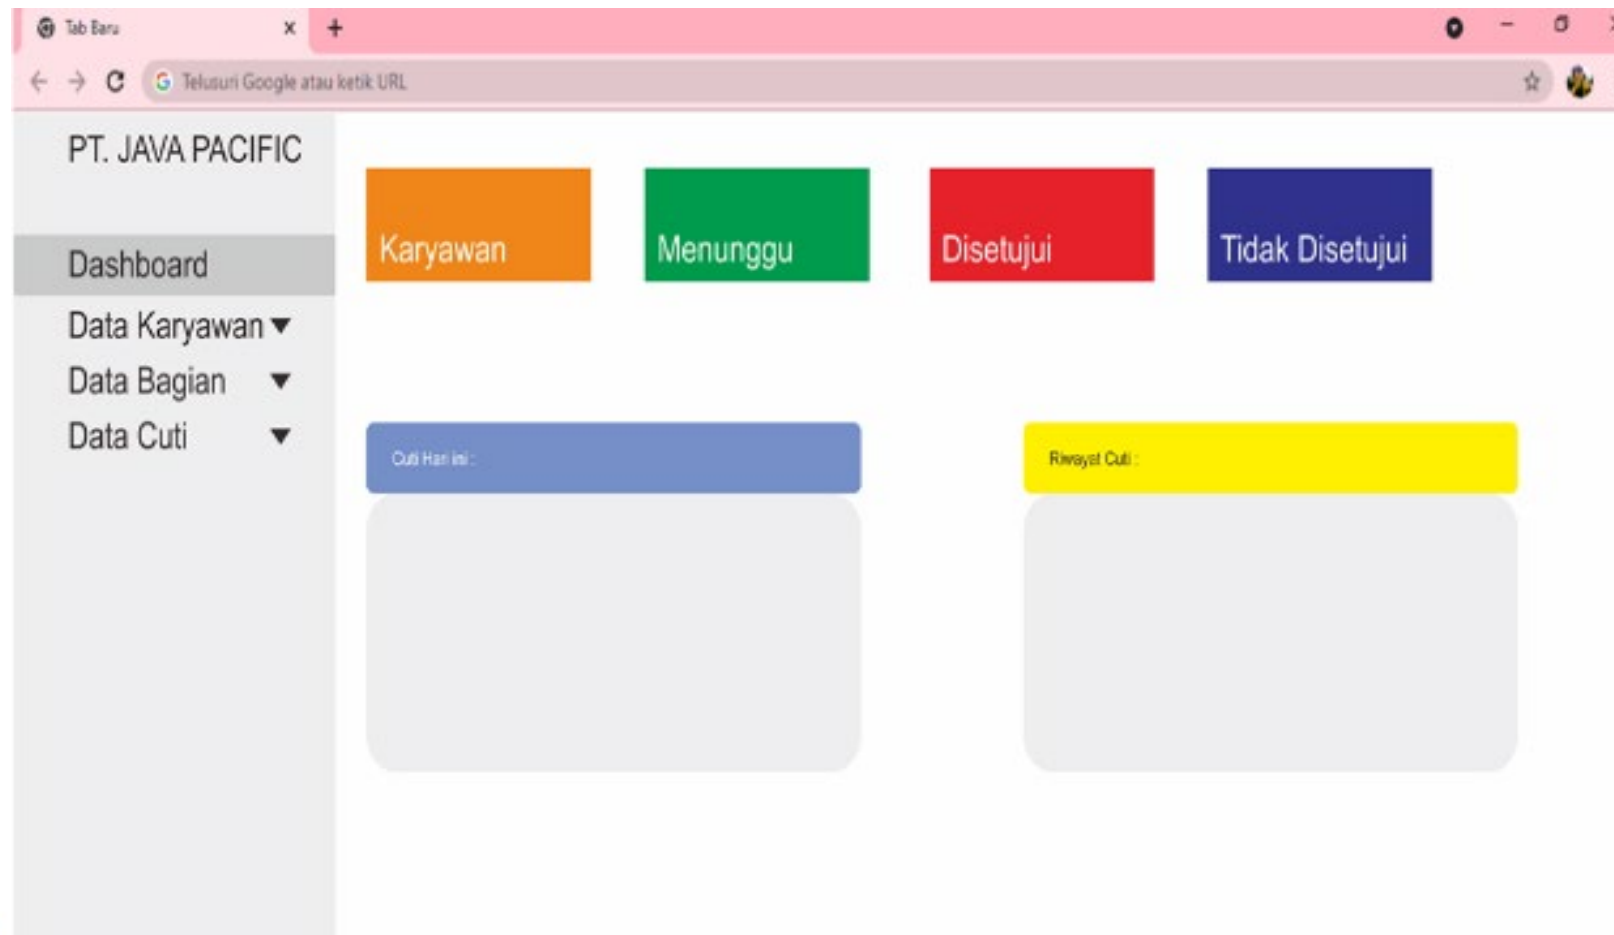 Tab Baru
Telusuri Google atau ketik URL
PT. JAVA PACIFIC
Dashboard
Data Karyawan
Data Bagian
Data Cuti
Karyawan
Menunggu
Disetujui
Tidak Disetujui
Cuti Hari ini :
Riwayat Cuti :